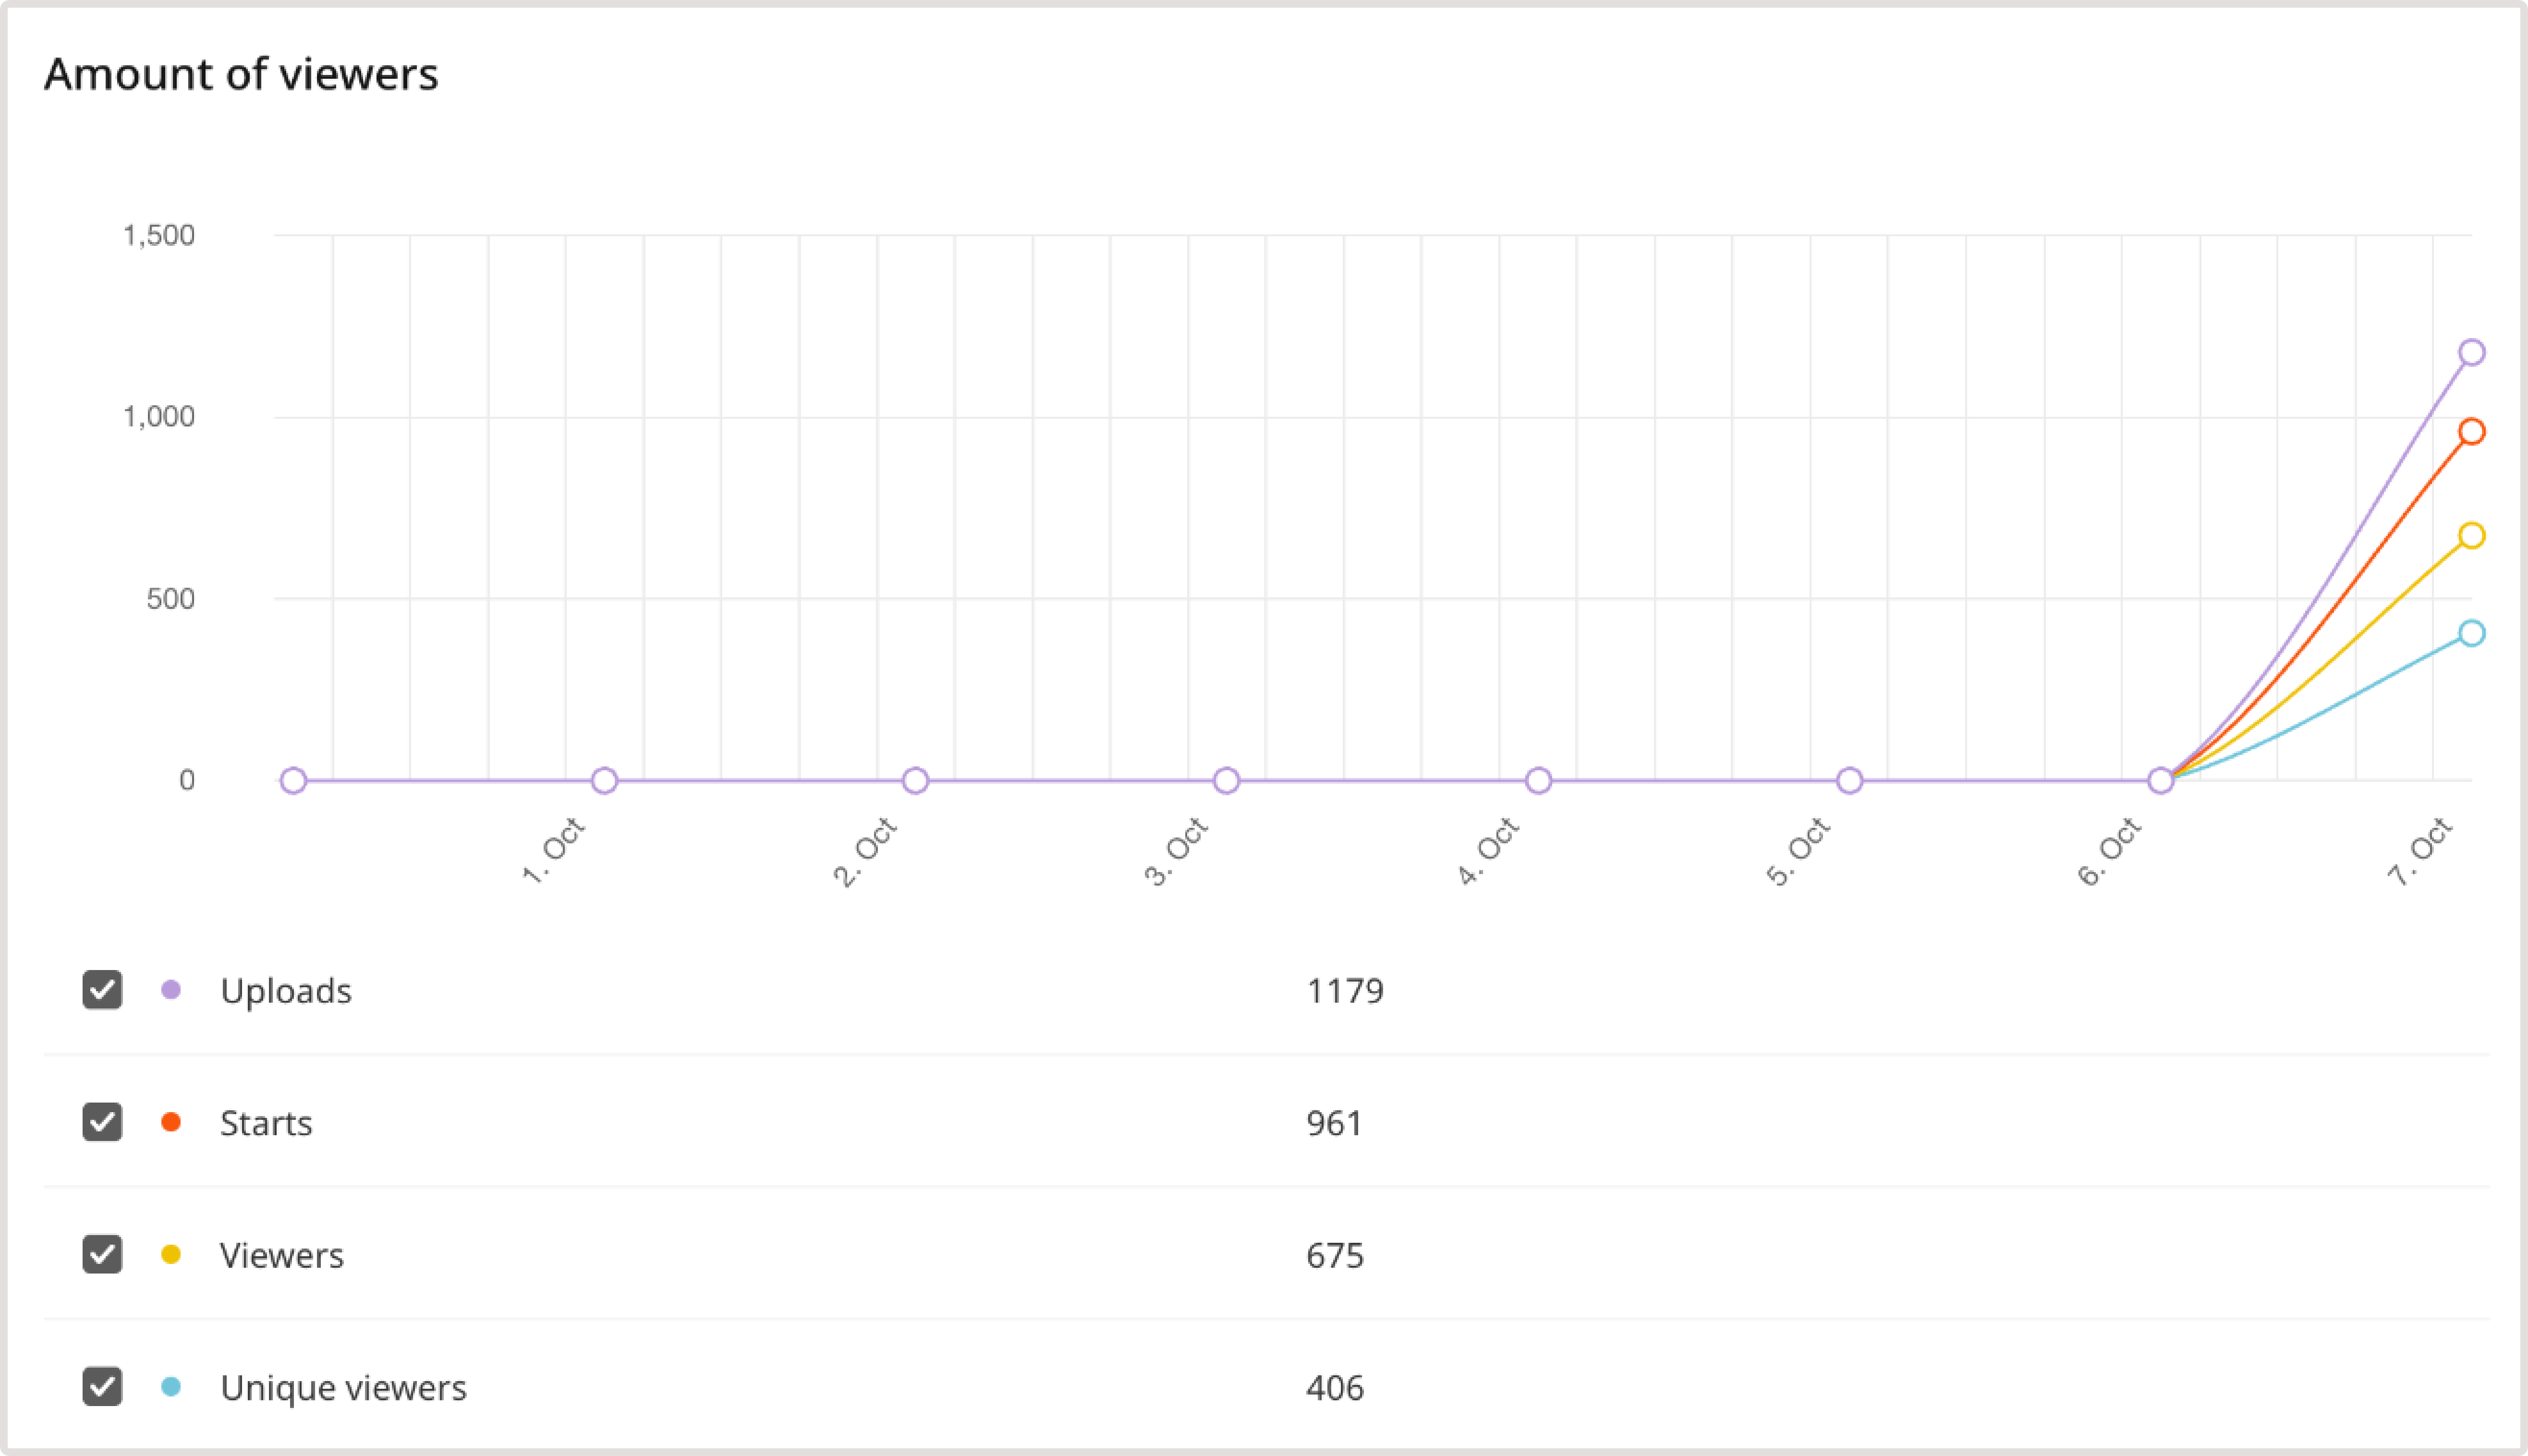 Amount of viewers
1,500
1,000
500
0
1. Oct
2. Oct
3. Oct
4. Oct
5. Oct
6. Oct
7. Oct
Uploads 1179
Starts 961
Viewers 675
Unique viewers 406